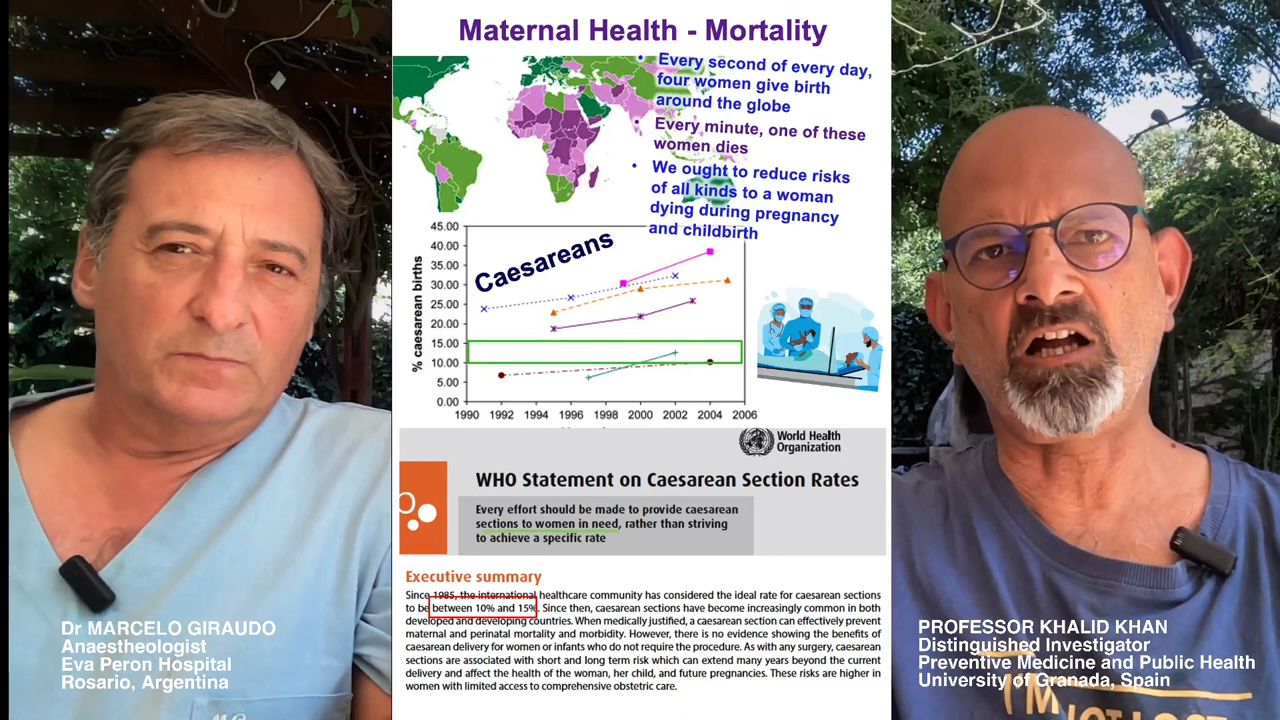 Maternal Health - Mortality
• Every second of every day,
four women give birth
around the globe
• Every minute, one of these
women dies
• We ought to reduce risks
of all kinds to a woman
dying during pregnancy
and childbirth
Caesareans
% caesarean births
45.00
40.00
35.00
30.00
25.00
20.00
15.00
10.00
5.00
0.00
1990 1992 1994 1996 1998 2000 2002 2004 2006
World Health
Organization
WHO Statement on Caesarean Section Rates
Every effort should be made to provide caesarean
sections to women in need, rather than striving
to achieve a specific rate
Executive summary
Since 1985, the international healthcare community has considered the ideal rate for caesarean sections
to be between 10% and 15%. Since then, caesarean sections have become increasingly common in both
developed and developing countries. When medically justified, a caesarean section can effectively prevent
maternal and perinatal mortality and morbidity. However, there is no evidence showing the benefits of
caesarean delivery for women or infants who do not require the procedure. As with any surgery, caesarean
sections are associated with short and long term risk which can extend many years beyond the current
delivery and affect the health of the woman, her child, and future pregnancies. These risks are higher in
women with limited access to comprehensive obstetric care.
Dr MARCELO GIRAUDO
Anaestheologist
Eva Peron Hospital
Rosario, Argentina
PROFESSOR KHALID KHAN
Distinguished Investigator
Preventive Medicine and Public Health
University of Granada, Spain
I'M
NOT